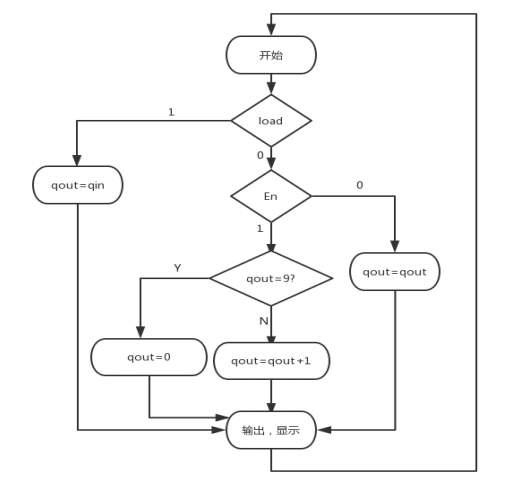 开始
load
1
0
En
0
qout=qin
1
qout=9?
qout=qout
Y
N
qout=0
qout=qout+1
输出，显示